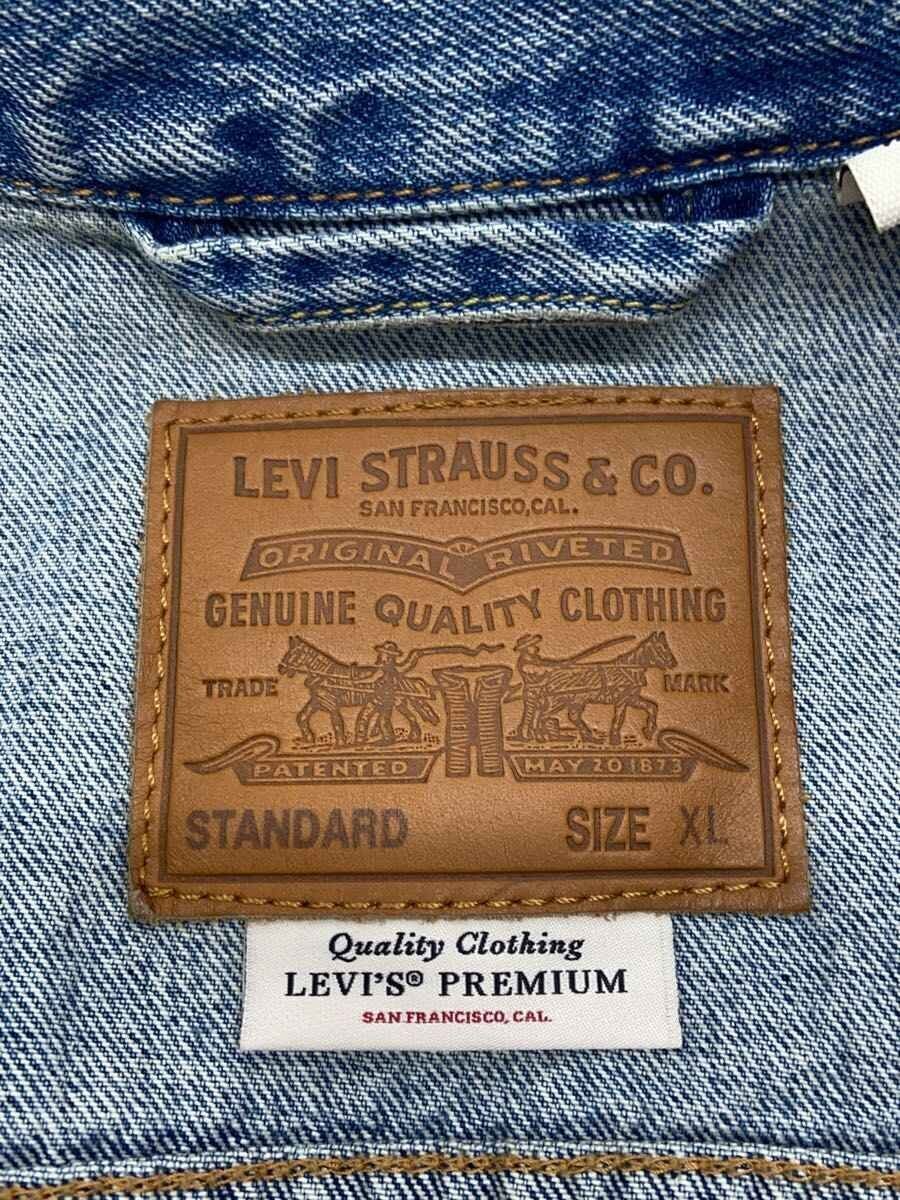 LEVI STRAUSS & CO.
SAN FRANCISCO, CAL.
ORIGINAL RIVETED
GENUINE QUALITY CLOTHING
TRADE MARK
PATENTED MAY 20 1873
STANDARD SIZE XL
Quality Clothing
LEVI'S® PREMIUM
SAN FRANCISCO, CAL.